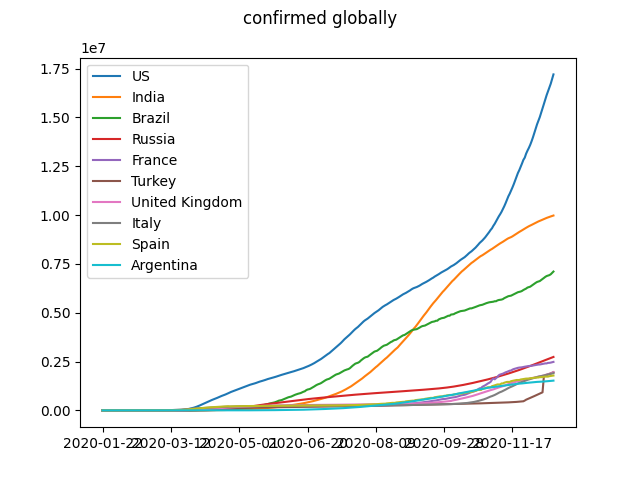 confirmed globally
1e7
1.75
1.50
1.25
1.00
0.75
0.50
0.25
0.00
US
India
Brazil
Russia
France
Turkey
United Kingdom
Italy
Spain
Argentina
2020-01-22 2020-03-12 2020-05-01 2020-06-20 2020-08-09 2020-09-28 2020-11-17